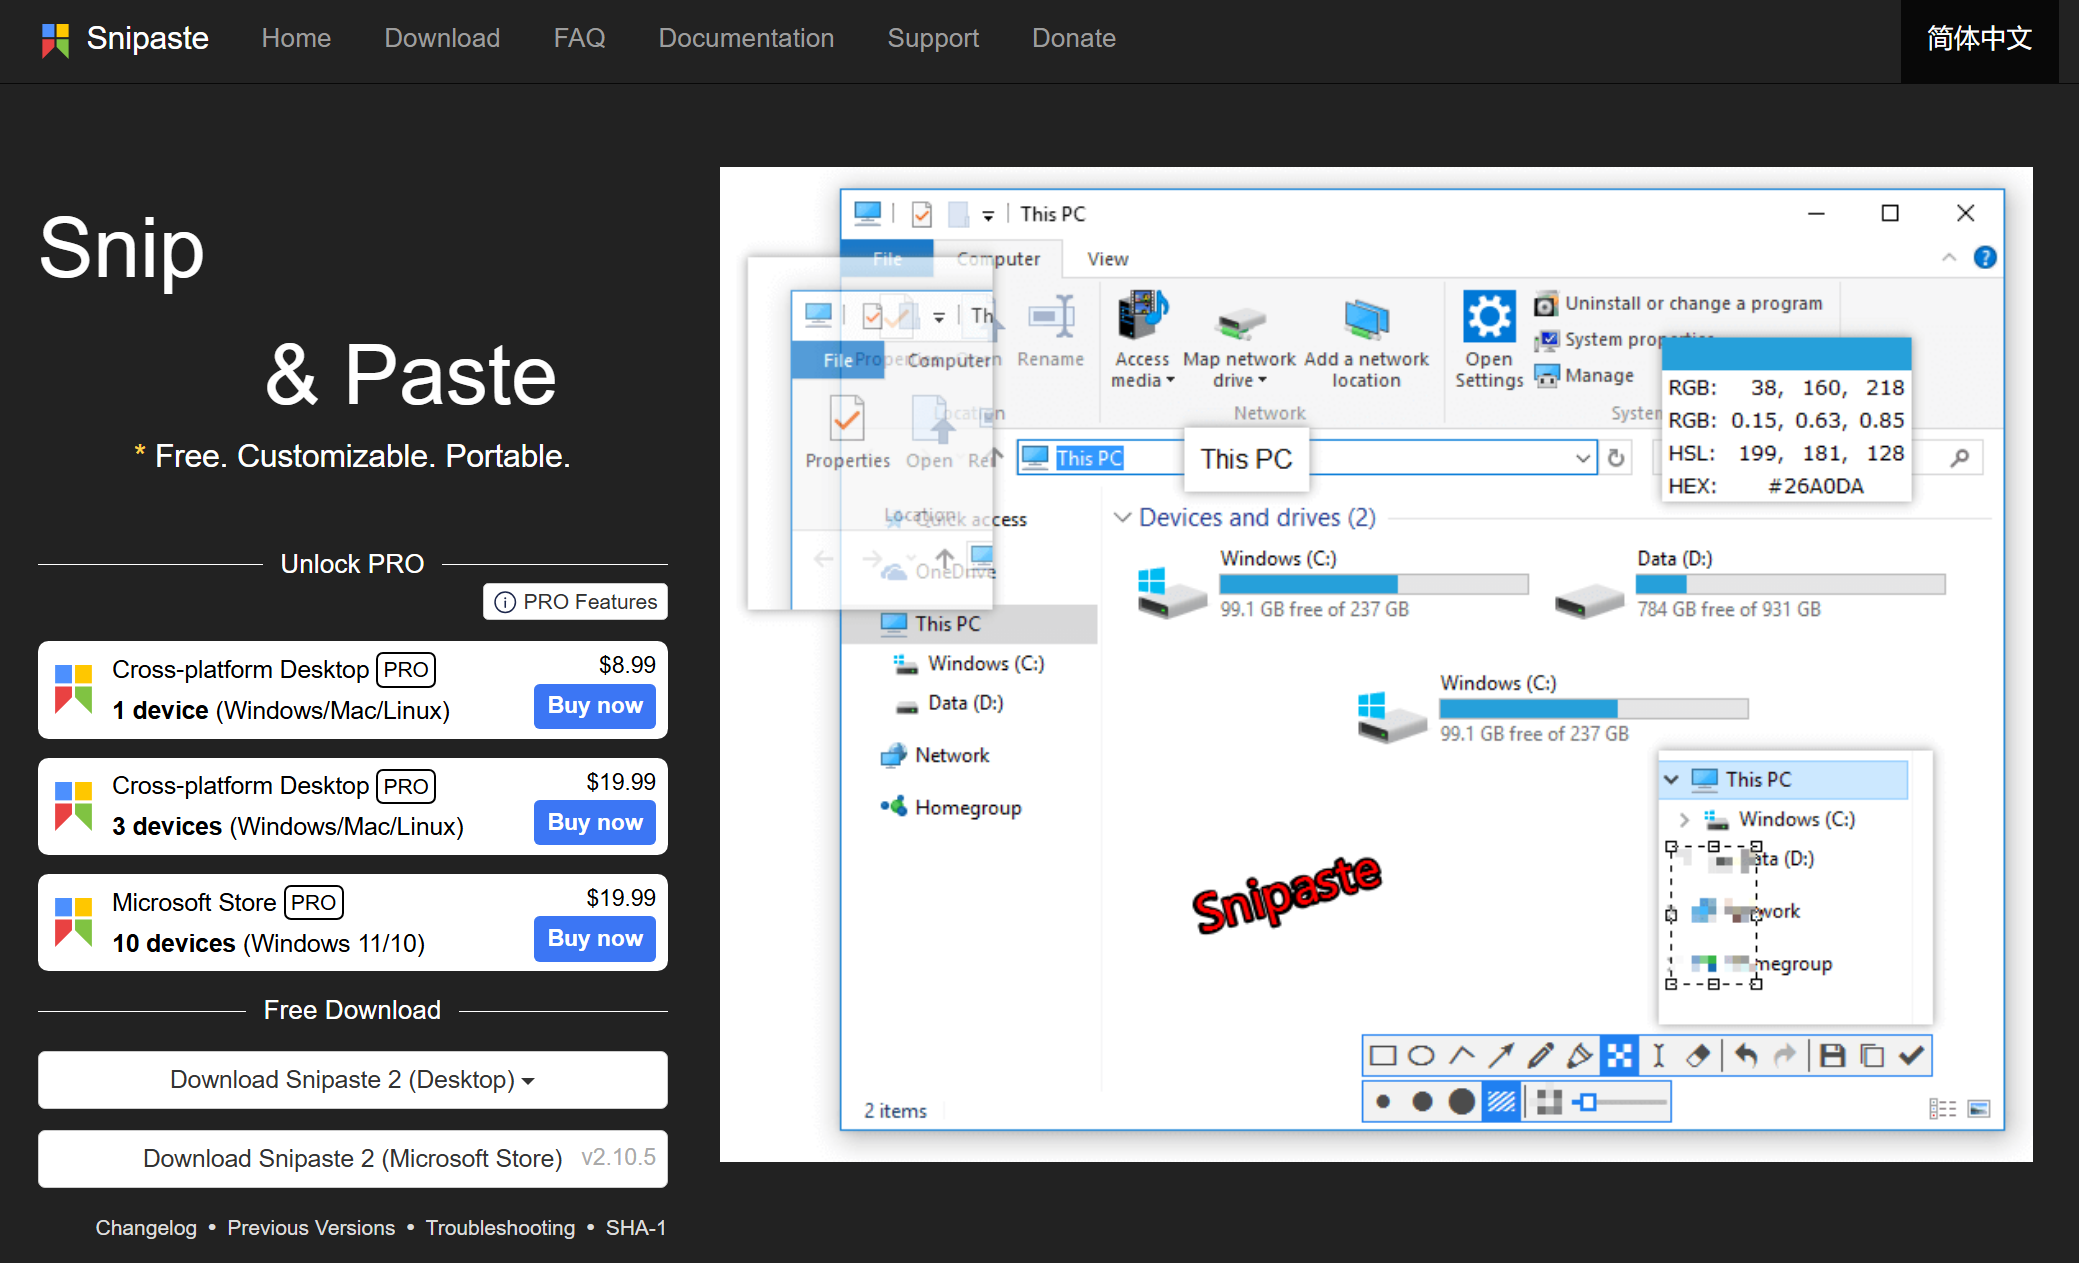 Snipaste
Home
Download
FAQ
Documentation
Support
Donate
简体中文
Snip
& Paste
* Free. Customizable. Portable.
Unlock PRO
PRO Features
Cross-platform Desktop PRO
$8.99
1 device (Windows/Mac/Linux)
Buy now
Cross-platform Desktop PRO
$19.99
3 devices (Windows/Mac/Linux)
Buy now
Microsoft Store PRO
$19.99
10 devices (Windows 11/10)
Buy now
Free Download
Download Snipaste 2 (Desktop)
Download Snipaste 2 (Microsoft Store) v2.10.5
Changelog • Previous Versions • Troubleshooting • SHA-1
This PC
File
Computer
View
Th
File
Computer
Properties
Open
Location
Rename
Access media
Map network drive
Add a network location
Network
Open Settings
Uninstall or change a program
System
Manage
System
RGB: 38, 160, 218
RGB: 0.15, 0.63, 0.85
HSL: 199, 181, 128
HEX: #26A0DA
This PC
This PC
Quick access
OneDrive
This PC
Windows (C:)
Data (D:)
Network
Homegroup
Devices and drives (2)
Windows (C:)
99.1 GB free of 237 GB
Data (D:)
784 GB free of 931 GB
Windows (C:)
99.1 GB free of 237 GB
This PC
Windows (C:)
ata (D:)
work
megroup
Snipaste
2 items